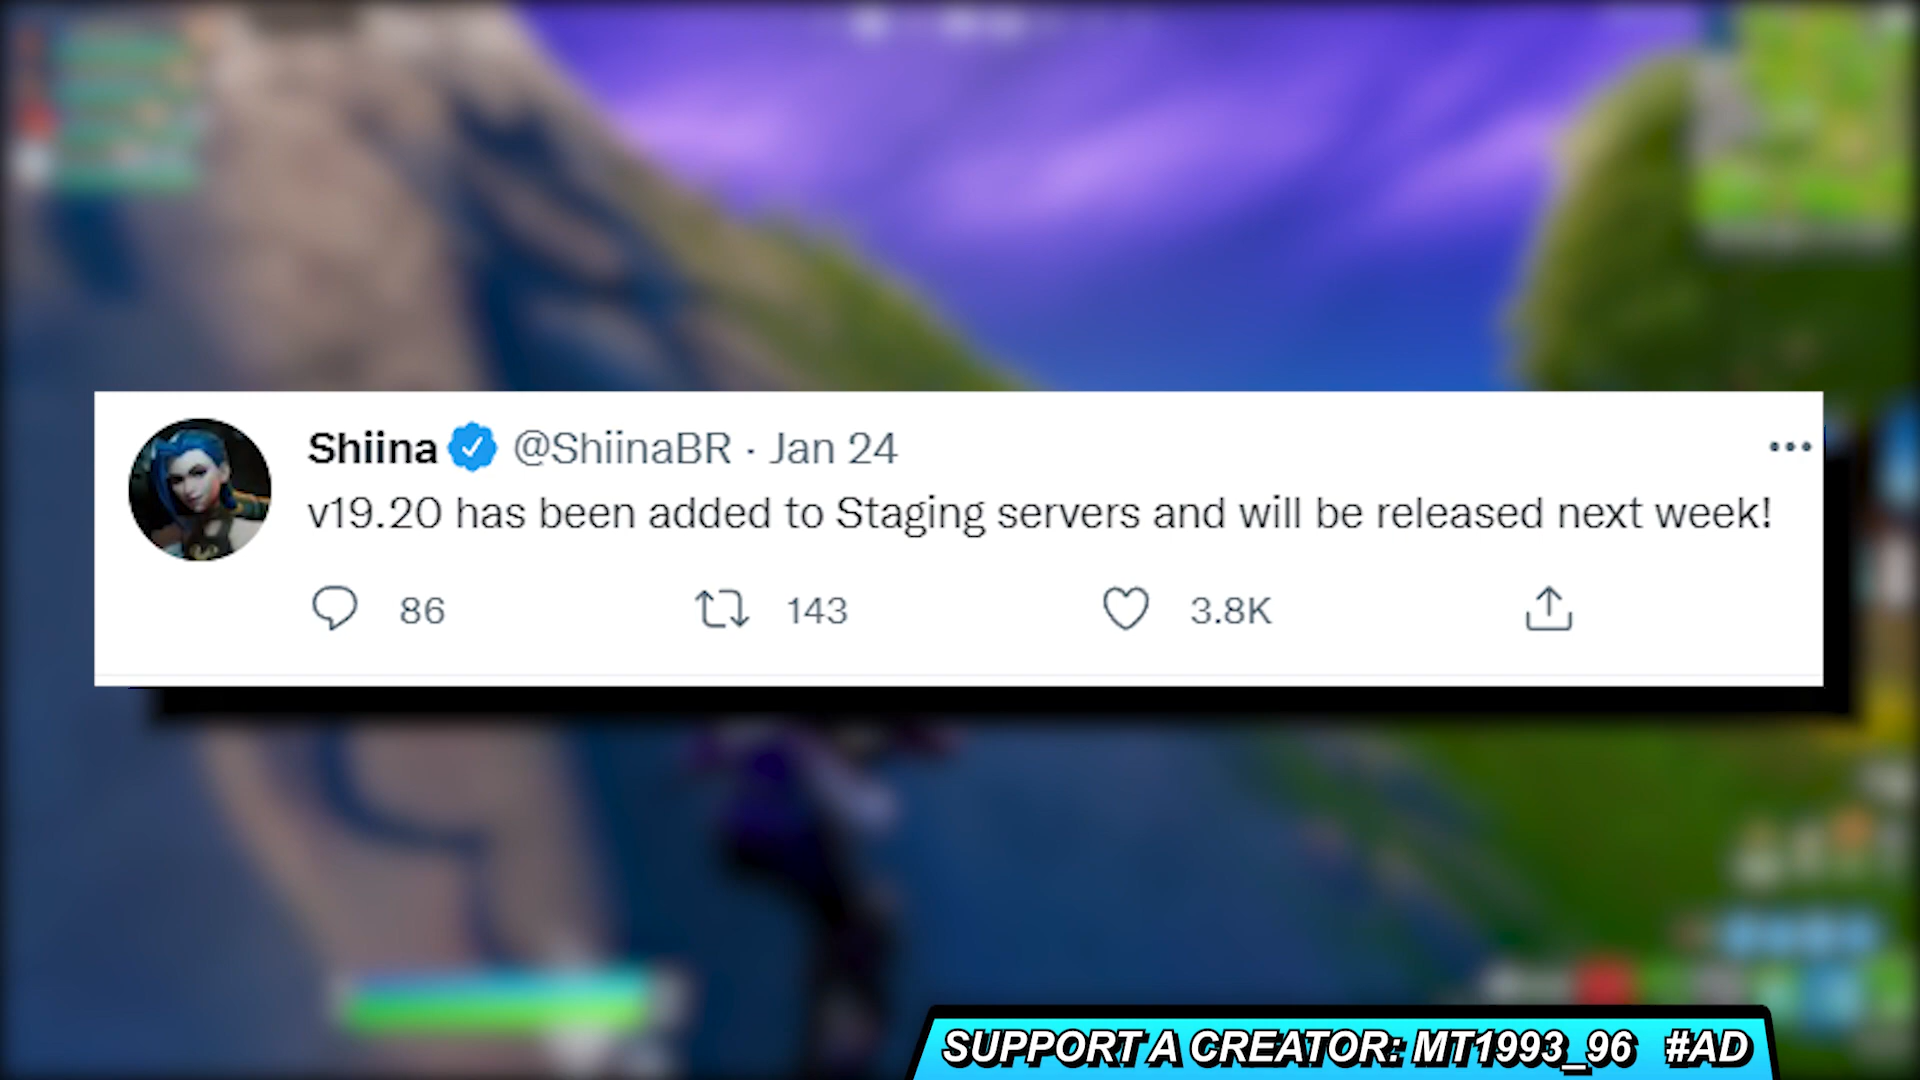 Shiina @ShiinaBR · Jan 24
v19.20 has been added to Staging servers and will be released next week!
86 143 3.8K
SUPPORT A CREATOR: MT1993_96 #AD